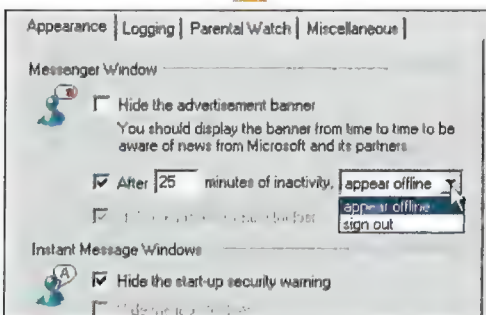 Appearance Logging Parental Watch Miscellaneous
Messenger Window
Hide the advertisement banner
You should display the banner from time to time to be
aware of news from Microsoft and its partners
After 25 minutes of inactivity, appear offline
appear offline
sign out
Instant Message Windows
Hide the start-up security warning